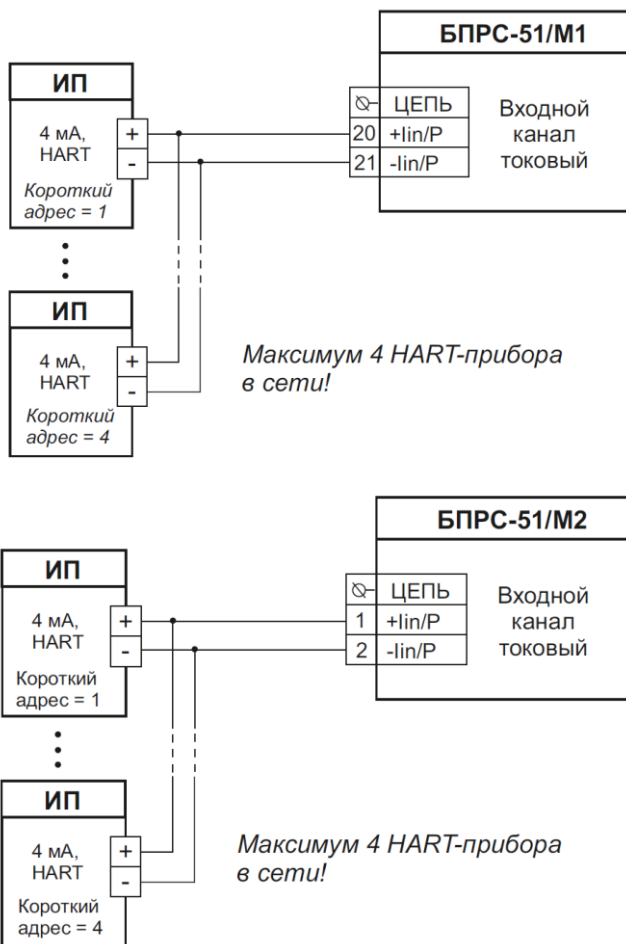 БПРС-51/М1
ИП
4 мА,
HART
+
-
Короткий
адрес = 1
ЦЕПЬ
20 +Iin/P
21 -Iin/P
Входной
канал
токовый
ИП
4 мА,
HART
+
-
Короткий
адрес = 4
Максимум 4 HART-прибора
в сети!
БПРС-51/М2
ИП
4 мА,
HART
+
-
Короткий
адрес = 1
ЦЕПЬ
1 +Iin/P
2 -Iin/P
Входной
канал
токовый
ИП
4 мА,
HART
+
-
Короткий
адрес = 4
Максимум 4 HART-прибора
в сети!